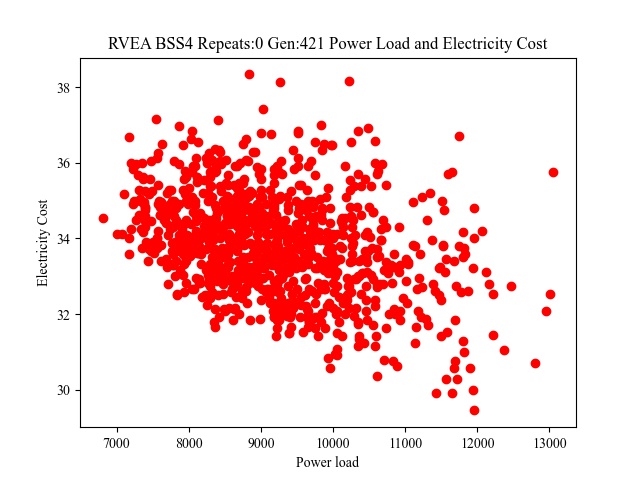 RVEA BSS4 Repeats:0 Gen:421 Power Load and Electricity Cost
38
36
34
32
30
Electricity Cost
7000 8000 9000 10000 11000 12000 13000
Power load